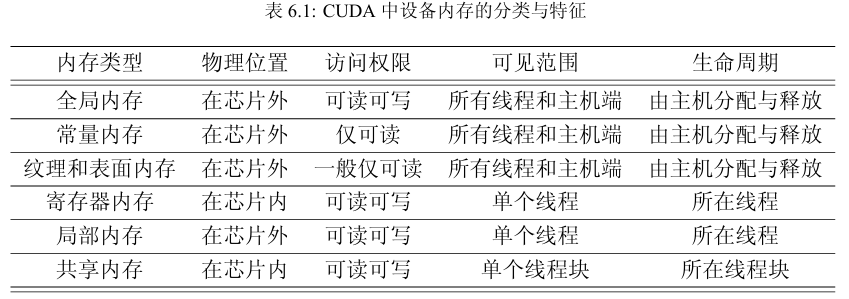 表 6.1: CUDA 中设备内存的分类与特征
内存类型 物理位置 访问权限 可见范围 生命周期
全局内存 在芯片外 可读可写 所有线程和主机端 由主机分配与释放
常量内存 在芯片外 仅可读 所有线程和主机端 由主机分配与释放
纹理和表面内存 在芯片外 一般仅可读 所有线程和主机端 由主机分配与释放
寄存器内存 在芯片内 可读可写 单个线程 所在线程
局部内存 在芯片外 可读可写 单个线程 所在线程
共享内存 在芯片内 可读可写 单个线程块 所在线程块